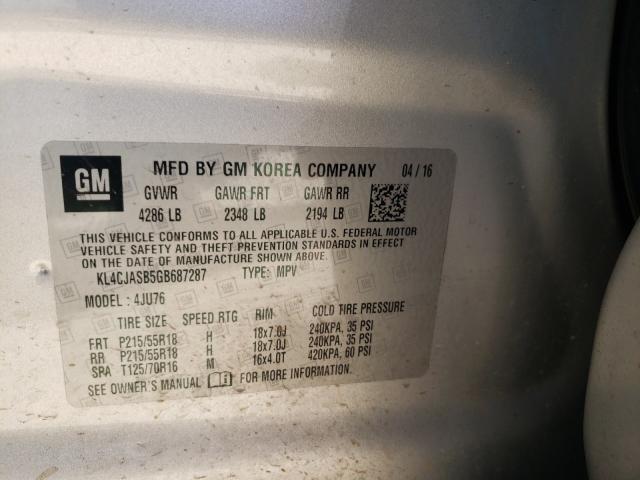 GM
MFD BY GM KOREA COMPANY 04/16
GVWR GAWR FRT GAWR RR
4286 LB 2348 LB 2194 LB
THIS VEHICLE CONFORMS TO ALL APPLICABLE U.S. FEDERAL MOTOR
VEHICLE SAFETY AND THEFT PREVENTION STANDARDS IN EFFECT ON
THE DATE OF MANUFACTURE SHOWN ABOVE.
KL4CJASB5GB687287 TYPE: MPV
MODEL: 4JU76
TIRE SIZE SPEED RTG RIM COLD TIRE PRESSURE
FRT P215/55R18 H 18x7.0J 240KPA, 35 PSI
RR P215/55R18 H 18x7.0J 240KPA, 35 PSI
SPA T125/70R16 M 16x4.0T 420KPA, 60 PSI
SEE OWNER'S MANUAL FOR MORE INFORMATION.